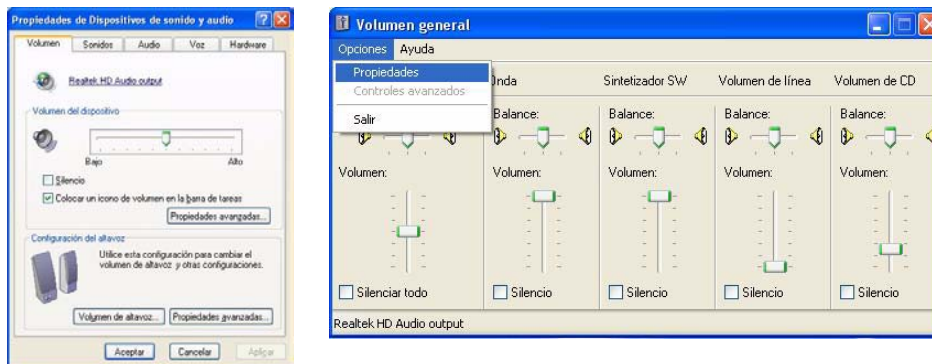 Propiedades de Dispositivos de sonido y audio
Volumen Sonidos Audio Voz Hardware
Realtek HD Audio output
Volumen del dispositivo
Bajo Alto
Silencio
Colocar un icono de volumen en la barra de tareas
Propiedades avanzadas...
Configuración del altavoz
Utilice esta configuración para cambiar el
volumen de altavoz y otras configuraciones.
Volumen de altavoz... Propiedades avanzadas...
Aceptar Cancelar Aplicar
Volumen general
Opciones Ayuda
Propiedades
Controles avanzados
Salir
Onda Sintetizador SW Volumen de línea Volumen de CD
Balance: Balance: Balance: Balance:
Volumen: Volumen: Volumen: Volumen: Volumen:
Silenciar todo Silencio Silencio Silencio Silencio
Realtek HD Audio output